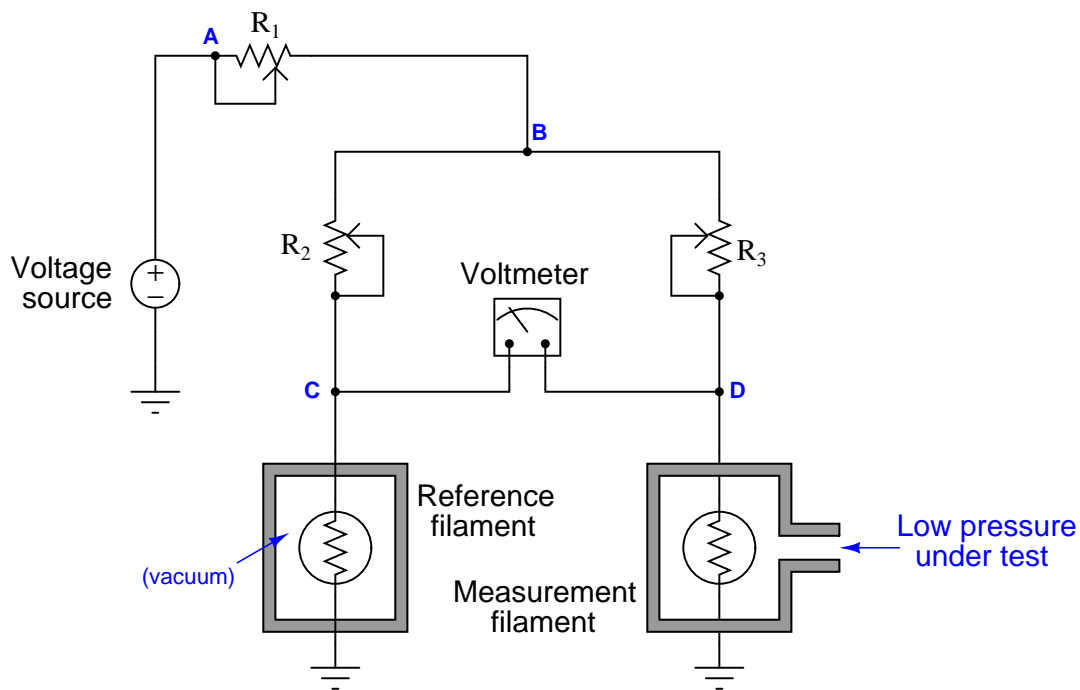 A
R1
B
R2
R3
Voltage
source
+
−
Voltmeter
C
D
Reference
filament
(vacuum)
Low pressure
under test
Measurement
filament